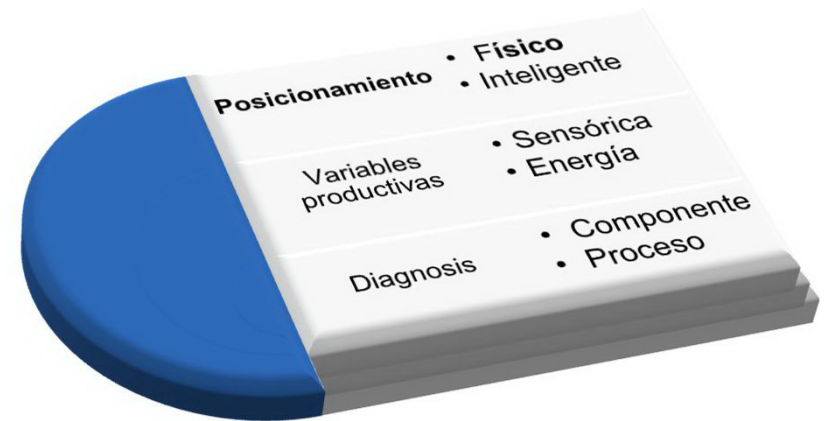 Posicionamiento
• Físico
• Inteligente
Variables
productivas
• Sensórica
• Energía
Diagnosis
• Componente
• Proceso